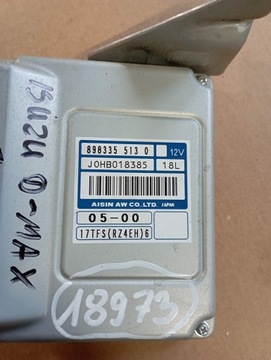 ISUZU D-MAX
898335 513 0 12V
J0HB018385 18L
AISIN AW CO.,LTD. JAPAN
05-00
17TFS(RZ4EH)6
18973